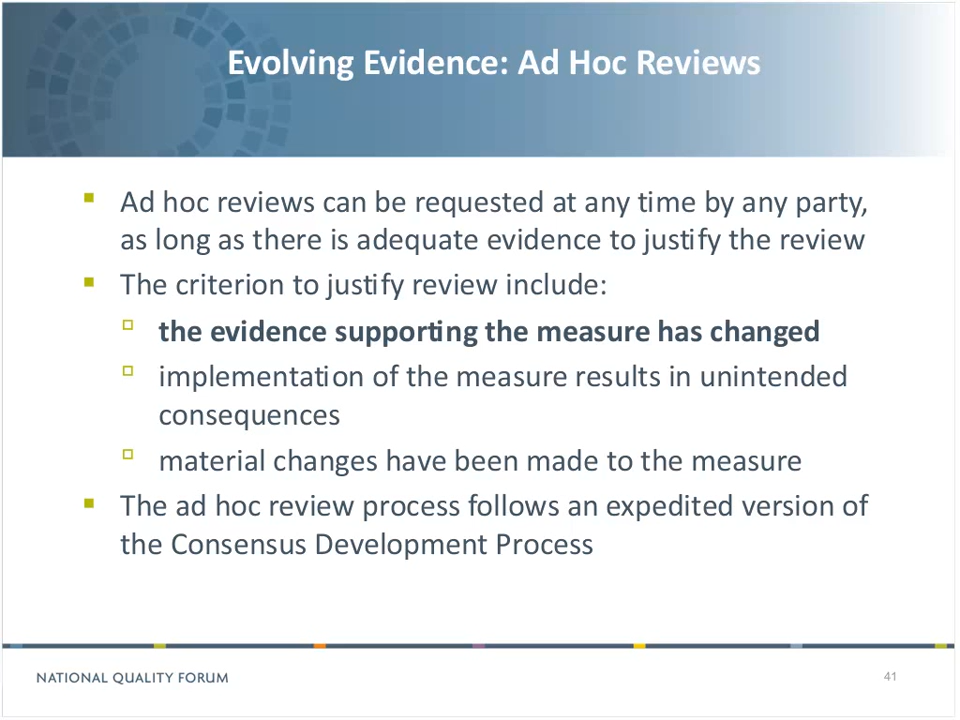 Evolving Evidence: Ad Hoc Reviews
Ad hoc reviews can be requested at any time by any party,
as long as there is adequate evidence to justify the review
The criterion to justify review include:
the evidence supporting the measure has changed
implementation of the measure results in unintended
consequences
material changes have been made to the measure
The ad hoc review process follows an expedited version of
the Consensus Development Process
NATIONAL QUALITY FORUM
41